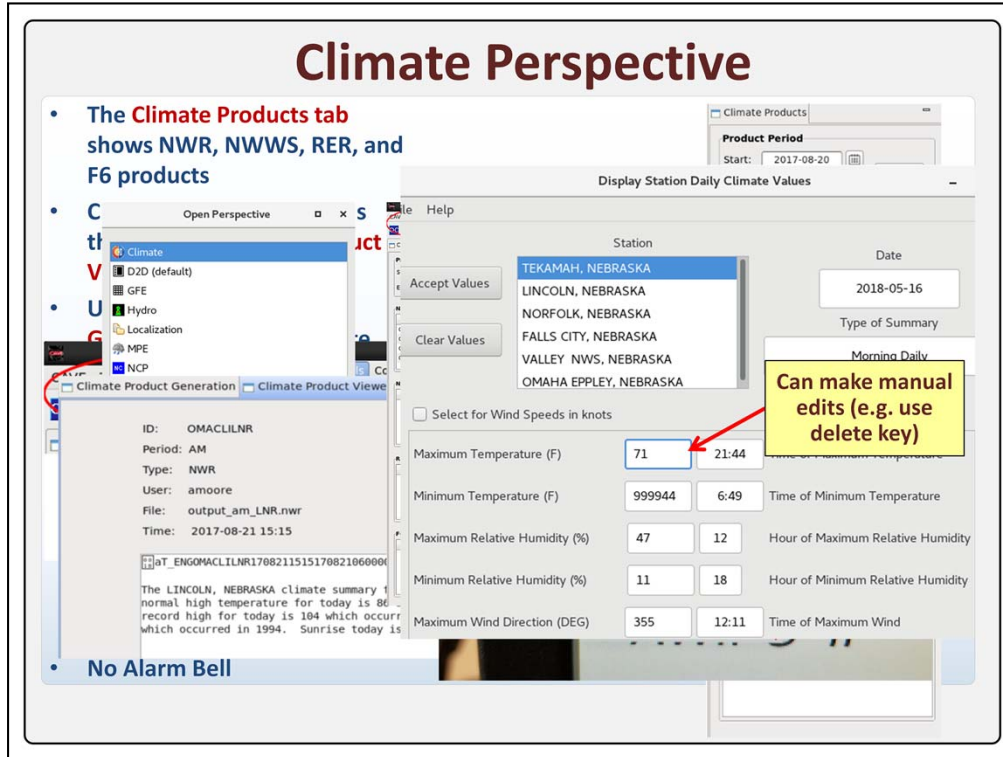 Climate Perspective
• The Climate Products tab
shows NWR, NWWS, RER, and
F6 products
•
•
• No Alarm Bell
Climate Products
Product Period
Start: 2017-08-20
Open Perspective
Climate
D2D (default)
GFE
Hydro
Localization
MPE
NCP
Climate Product Generation
Climate Product Viewe
ID: OMACLILNR
Period: AM
Type: NWR
User: amoore
File: output_am_LNR.nwr
Time: 2017-08-21 15:15
The LINCOLN, NEBRASKA climate summary
normal high temperature for today is
record high for today is 104 which occurr
which occurred in 1994. Sunrise today is
Display Station Daily Climate Values
Help
Station
Accept Values
Clear Values
TEKAMAH, NEBRASKA
LINCOLN, NEBRASKA
NORFOLK, NEBRASKA
FALLS CITY, NEBRASKA
VALLEY NWS, NEBRASKA
OMAHA EPPLEY, NEBRASKA
Date
2018-05-16
Type of Summary
Morning Daily
Can make manual
edits (e.g. use
delete key)
Select for Wind Speeds in knots
Maximum Temperature (F) 71 21:44 Time of Maximum Temperature
Minimum Temperature (F) 999944 6:49 Time of Minimum Temperature
Maximum Relative Humidity (%) 47 12 Hour of Maximum Relative Humidity
Minimum Relative Humidity (%) 11 18 Hour of Minimum Relative Humidity
Maximum Wind Direction (DEG) 355 12:11 Time of Maximum Wind